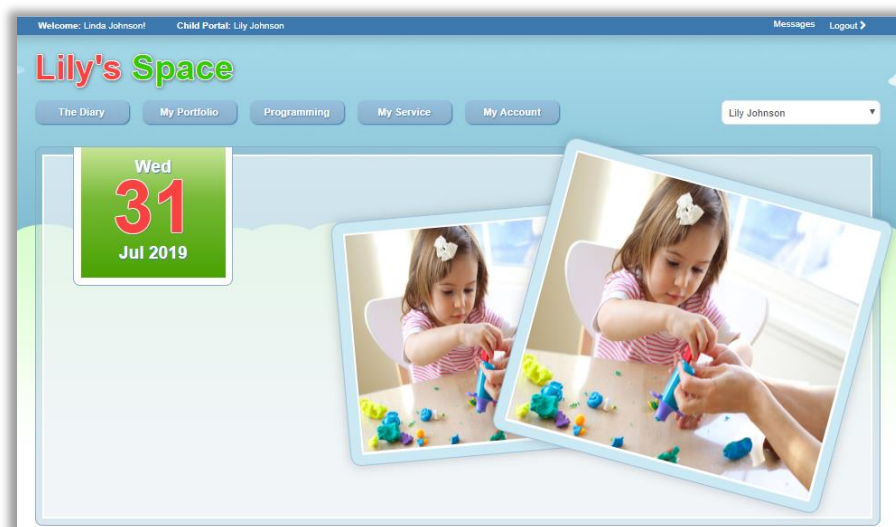 Welcome: Linda Johnson! Child Portal: Lily Johnson Messages Logout
Lily's Space
The Diary My Portfolio Programming My Service My Account Lily Johnson
Wed
31
Jul 2019